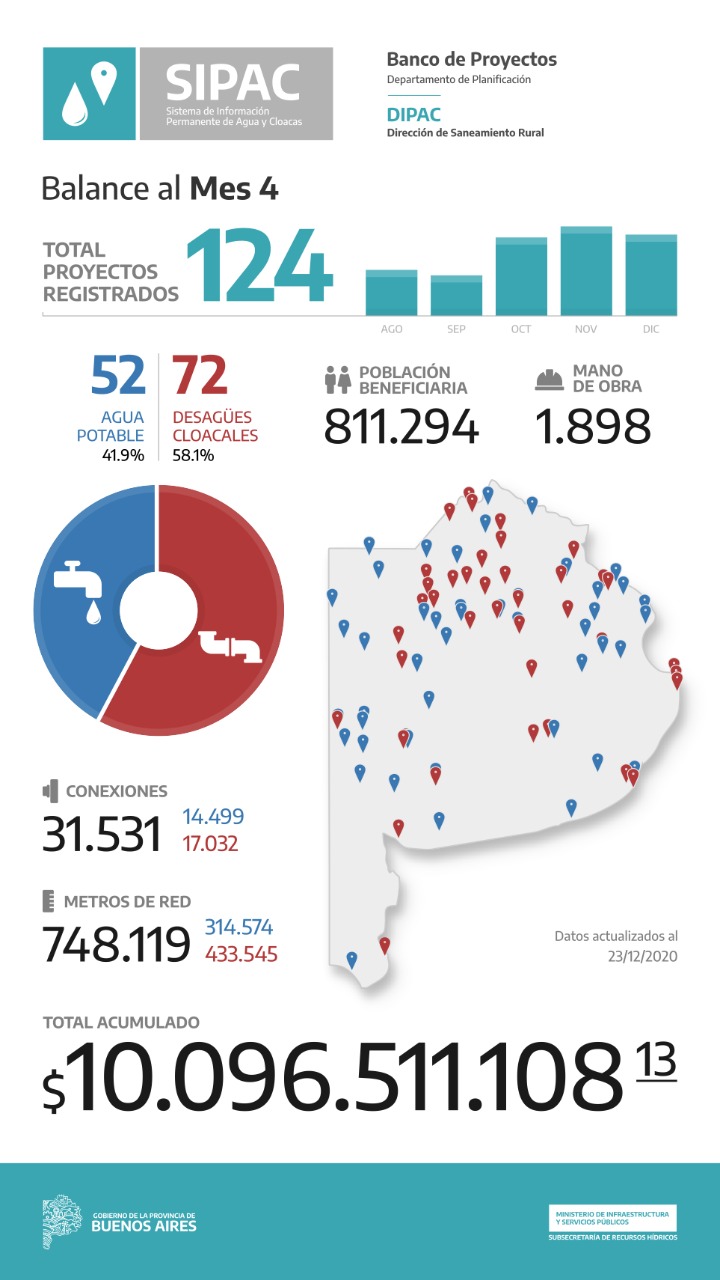 SIPAC
Sistema de Información
Permanente de Agua y Cloacas
Banco de Proyectos
Departamento de Planificación
DIPAC
Dirección de Saneamiento Rural
Balance al Mes 4
TOTAL
PROYECTOS
REGISTRADOS
124
AGO SEP OCT NOV DIC
52
AGUA
POTABLE
41.9%
72
DESAGÜES
CLOACALES
58.1%
POBLACIÓN
BENEFICIARIA
811.294
MANO
DE OBRA
1.898
CONEXIONES
31.531
14.499
17.032
METROS DE RED
748.119
314.574
433.545
Datos actualizados al
23/12/2020
TOTAL ACUMULADO
$10.096.511.108 13
GOBIERNO DE LA PROVINCIA DE
BUENOS AIRES
MINISTERIO DE INFRAESTRUCTURA
Y SERVICIOS PÚBLICOS
SUBSECRETARÍA DE RECURSOS HÍDRICOS